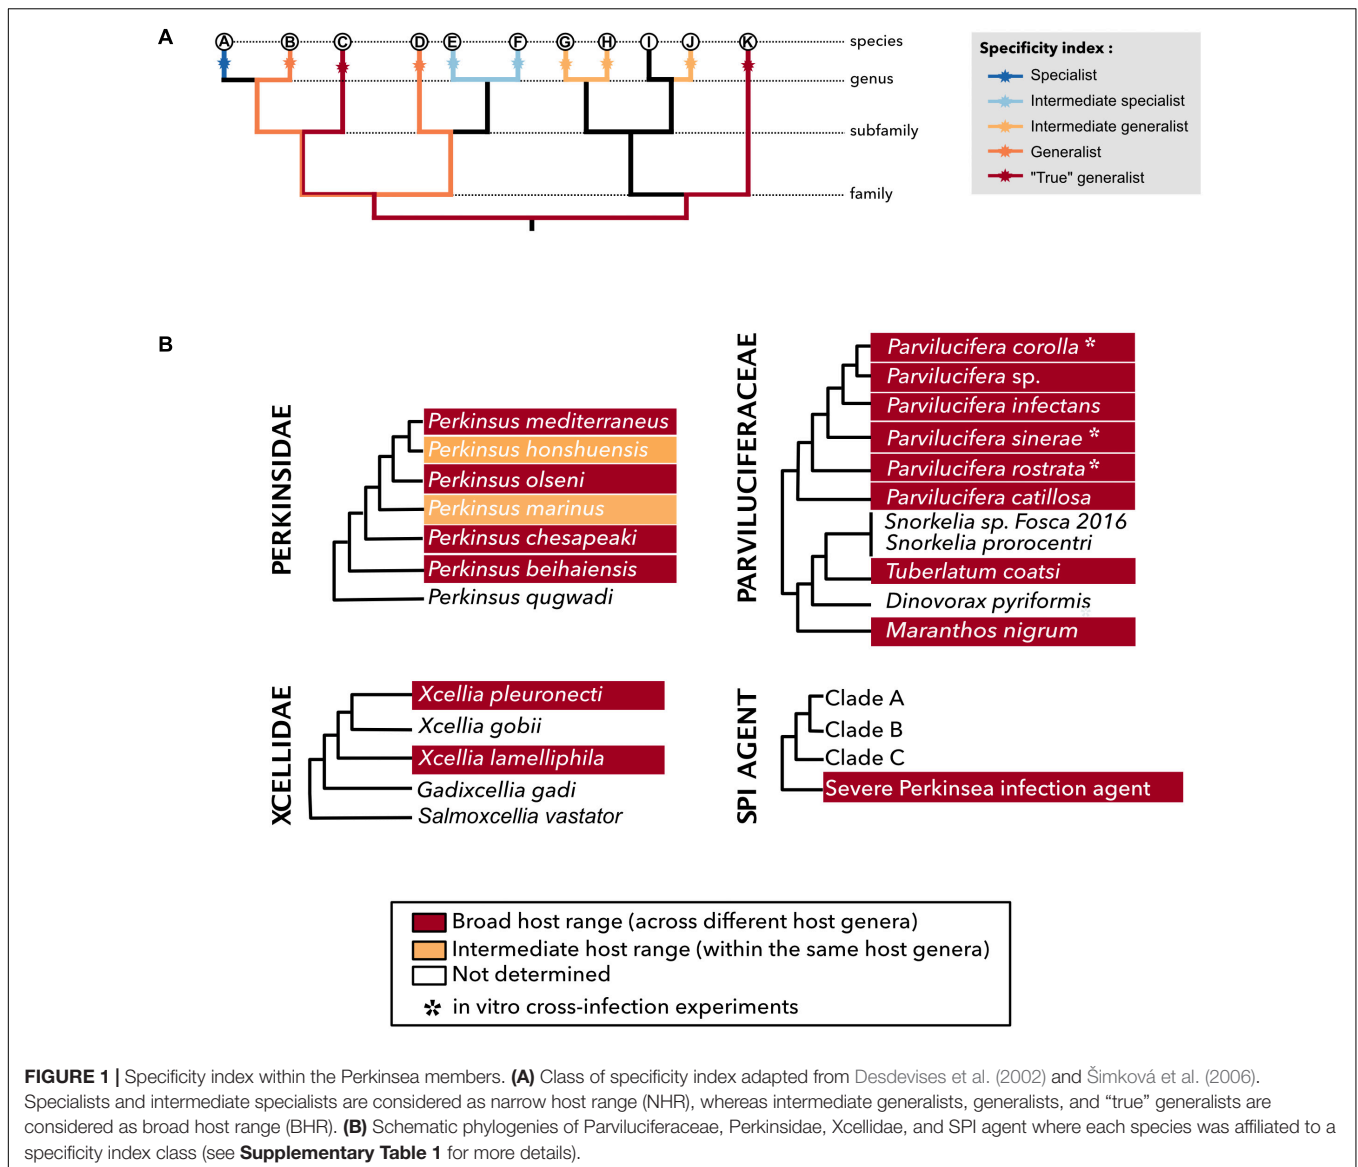 A
A B C D E F G H I J K
species
genus
subfamily
family
Specificity index :
Specialist
Intermediate specialist
Intermediate generalist
Generalist
"True" generalist
B
PERKINSIDAE
Perkinsus mediterraneus
Perkinsus honshuensis
Perkinsus olseni
Perkinsus marinus
Perkinsus chesapeaki
Perkinsus beihaiensis
Perkinsus qugwadi
PARVILUCIFERACEAE
Parvilucifera corolla *
Parvilucifera sp.
Parvilucifera infectans
Parvilucifera sinerae *
Parvilucifera rostrata *
Parvilucifera catillosa
Snorkelia sp. Fosca 2016
Snorkelia prorocentri
Tuberlatum coatsi
Dinovorax pyriformis
Maranthos nigrum
XCELLIDAE
Xcellia pleuronecti
Xcellia gobii
Xcellia lamelliphila
Gadixcellia gadi
Salmoxcellia vastator
SPI AGENT
Clade A
Clade B
Clade C
Severe Perkinsea infection agent
Broad host range (across different host genera)
Intermediate host range (within the same host genera)
Not determined
* in vitro cross-infection experiments
FIGURE 1 | Specificity index within the Perkinsea members. (A) Class of specificity index adapted from Desdevises et al. (2002) and Šimková et al. (2006).
Specialists and intermediate specialists are considered as narrow host range (NHR), whereas intermediate generalists, generalists, and “true” generalists are
considered as broad host range (BHR). (B) Schematic phylogenies of Parviluciferaceae, Perkinsidae, Xcellidae, and SPI agent where each species was affiliated to a
specificity index class (see Supplementary Table 1 for more details).